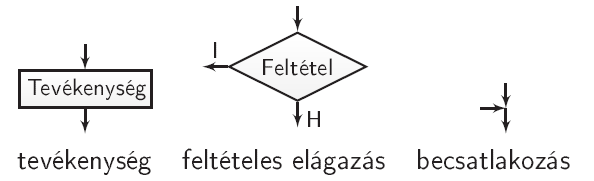 I
Tevékenység
Feltétel
H
tevékenység
feltételes elágazás
becsatlakozás